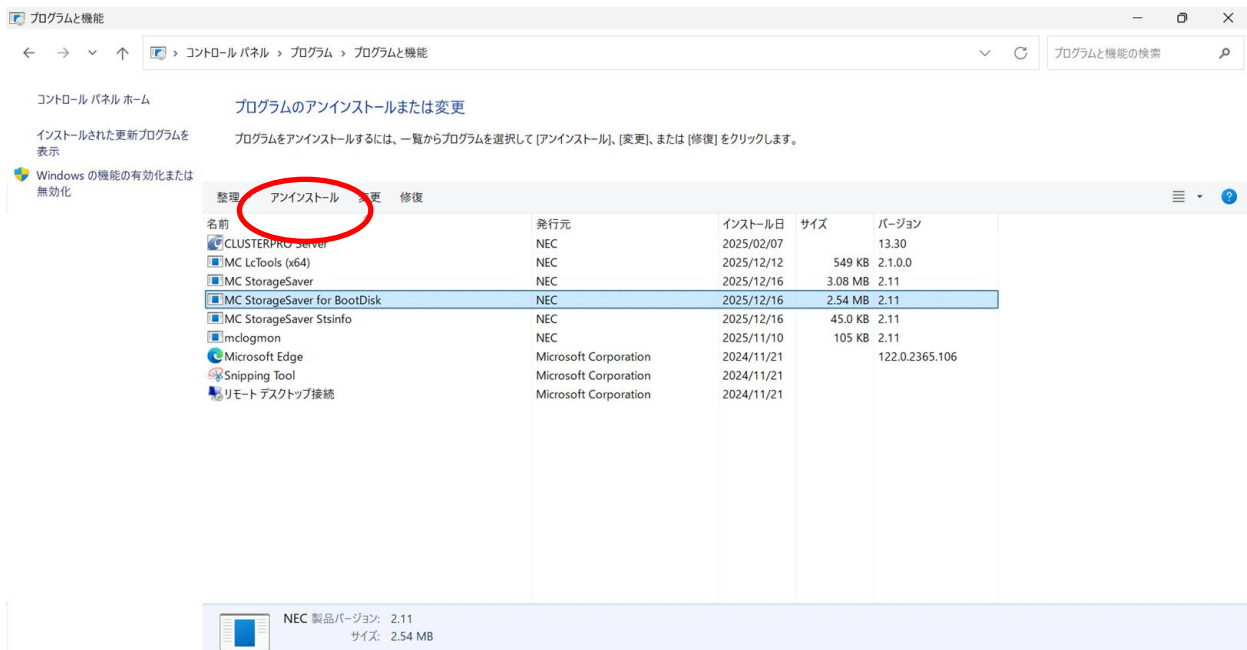 プログラムと機能
コントロール パネル › プログラム › プログラムと機能
プログラムと機能の検索
コントロール パネル ホーム
インストールされた更新プログラムを
表示
Windows の機能の有効化または
無効化
プログラムのアンインストールまたは変更
プログラムをアンインストールするには、一覧からプログラムを選択して [アンインストール]、[変更]、または [修復] をクリックします。
整理 アンインストール 変更 修復
名前 発行元 インストール日 サイズ バージョン
CLUSTERPRO Server NEC 2025/02/07 13.30
MC LcTools (x64) NEC 2025/12/12 549 KB 2.1.0.0
MC StorageSaver NEC 2025/12/16 3.08 MB 2.11
MC StorageSaver for BootDisk NEC 2025/12/16 2.54 MB 2.11
MC StorageSaver Stsinfo NEC 2025/12/16 45.0 KB 2.11
mclogmon NEC 2025/11/10 105 KB 2.11
Microsoft Edge Microsoft Corporation 2024/11/21 122.0.2365.106
Snipping Tool Microsoft Corporation 2024/11/21
リモート デスクトップ接続 Microsoft Corporation 2024/11/21
NEC 製品バージョン: 2.11
サイズ: 2.54 MB